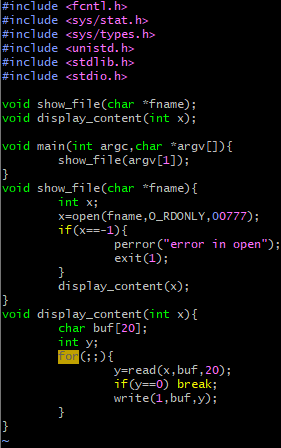 #include <fcntl.h>
#include <sys/stat.h>
#include <sys/types.h>
#include <unistd.h>
#include <stdlib.h>
#include <stdio.h>

void show_file(char *fname);
void display_content(int x);

void main(int argc,char *argv[]){
        show_file(argv[1]);
}
void show_file(char *fname){
        int x;
        x=open(fname,O_RDONLY,00777);
        if(x==-1){
                perror("error in open");
                exit(1);
        }
        display_content(x);
}
void display_content(int x){
        char buf[20];
        int y;
        for(;;){
                y=read(x,buf,20);
                if(y==0) break;
                write(1,buf,y);
        }
}
~